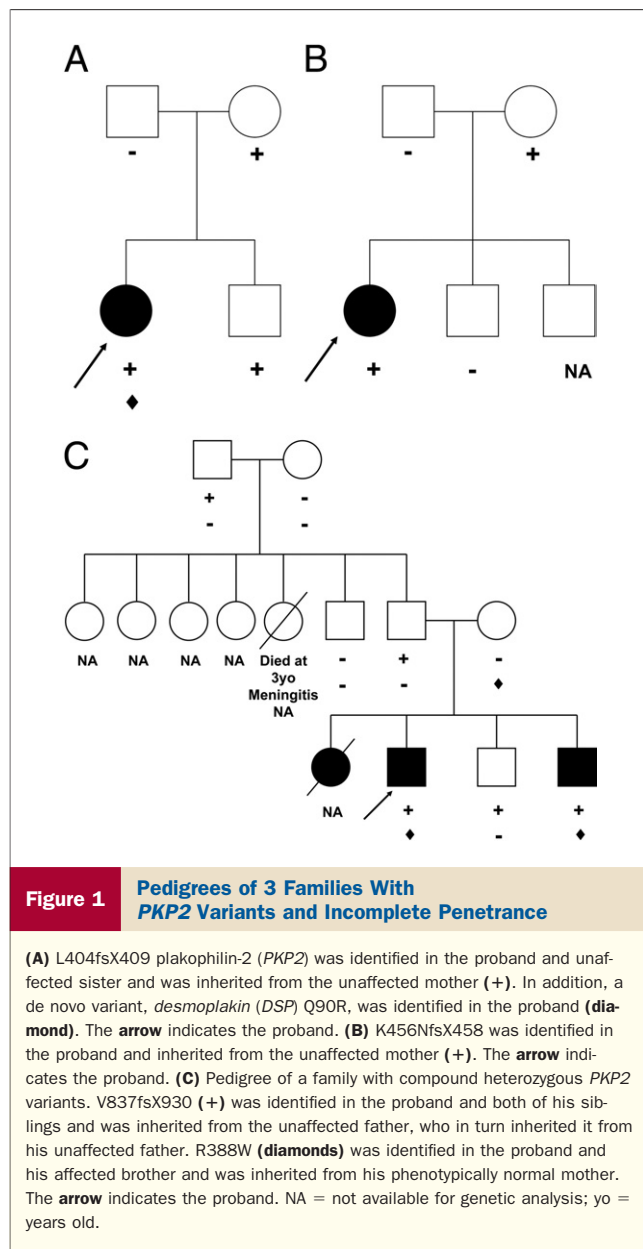 A
B
-
+
-
+
+
+
+
-
NA
♦
C
+
-
-
-
NA
NA
NA
NA
Died at
3yo
Meningitis
NA
-
+
-
-
-
♦
NA
+
+
+
♦
-
♦
Figure 1
Pedigrees of 3 Families With
PKP2 Variants and Incomplete Penetrance
(A) L404fsX409 plakophilin-2 (PKP2) was identified in the proband and unaf-
fected sister and was inherited from the unaffected mother (+). In addition, a
de novo variant, desmoplakin (DSP) Q90R, was identified in the proband (dia-
mond). The arrow indicates the proband. (B) K456NfsX458 was identified in
the proband and inherited from the unaffected mother (+). The arrow indi-
cates the proband. (C) Pedigree of a family with compound heterozygous PKP2
variants. V837fsX930 (+) was identified in the proband and both of his sib-
lings and was inherited from the unaffected father, who in turn inherited it from
his unaffected father. R388W (diamonds) was identified in the proband and
his affected brother and was inherited from his phenotypically normal mother.
The arrow indicates the proband. NA = not available for genetic analysis; yo =
years old.